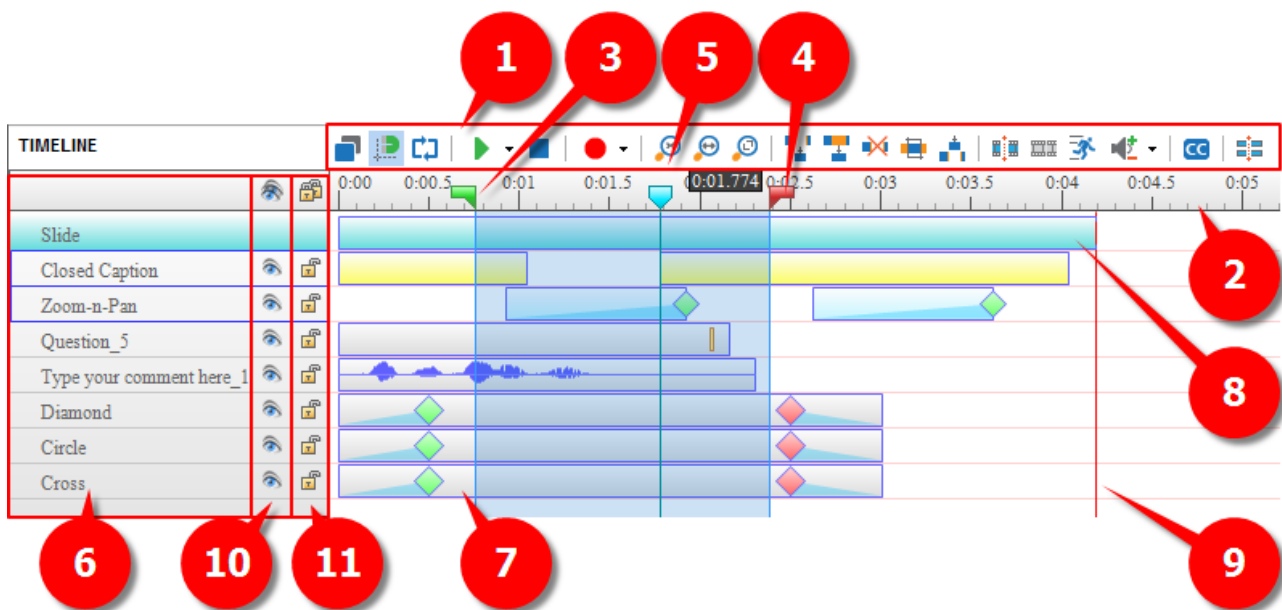 1 3 5 4
TIMELINE
CC
0:00 0:00.5 0:01 0:01.5 0:01.774 0:02.5 0:03 0:03.5 0:04 0:04.5 0:05
Slide
Closed Caption
2
Zoom-n-Pan
Question_5
Type your comment here_1
8
Diamond
Circle
Cross
6 10 11 7 9